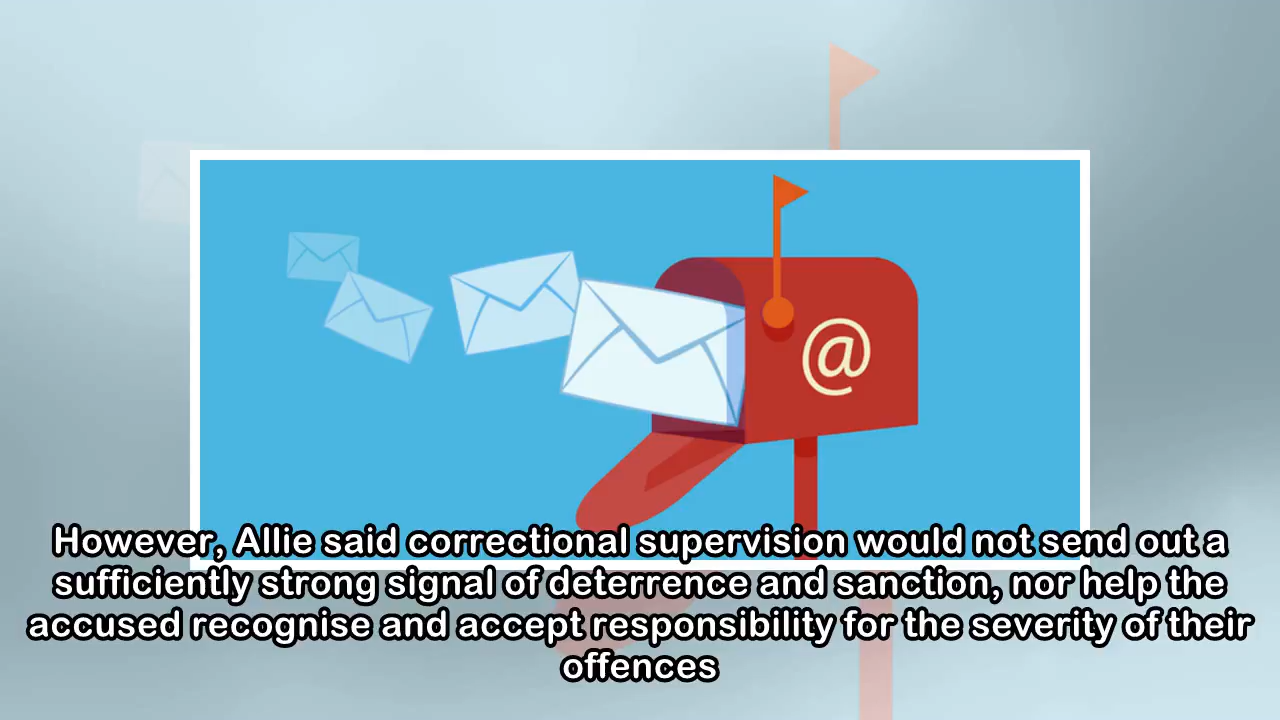 @
However, Allie said correctional supervision would not send out a
sufficiently strong signal of deterrence and sanction, nor help the
accused recognise and accept responsibility for the severity of their
offences